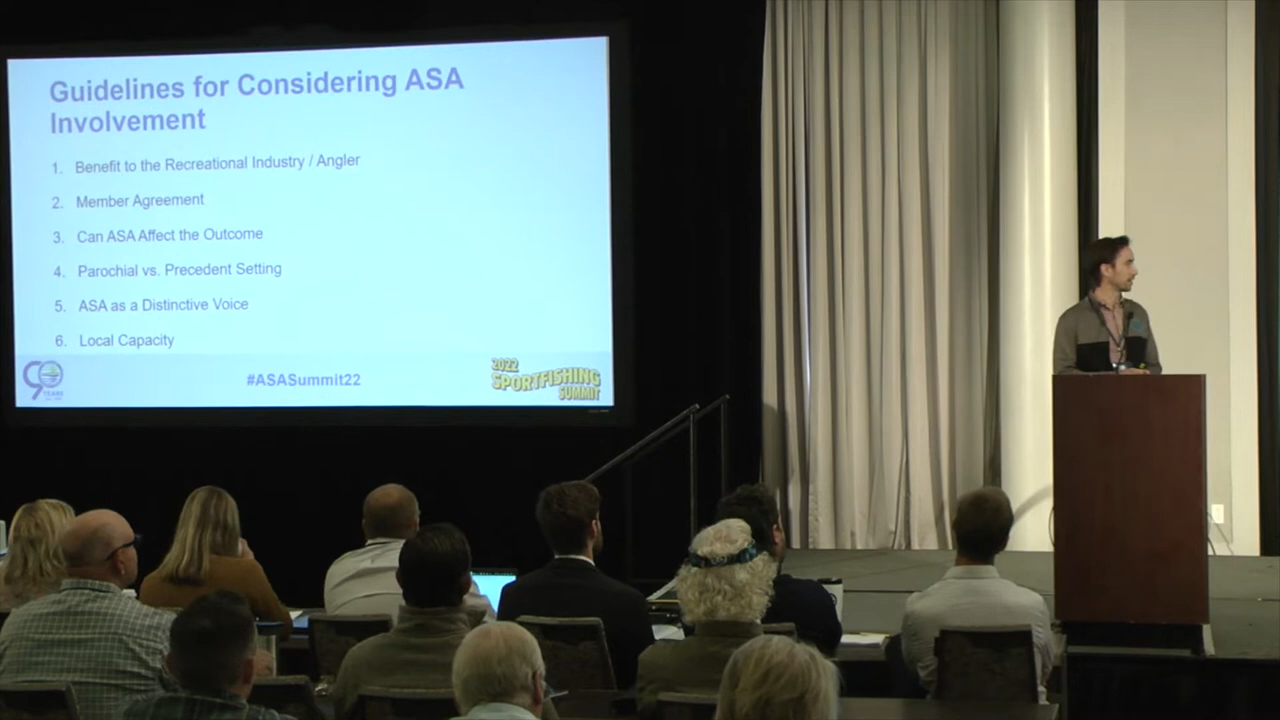 Guidelines for Considering ASA
Involvement
1. Benefit to the Recreational Industry / Angler
2. Member Agreement
3. Can ASA Affect the Outcome
4. Parochial vs. Precedent Setting
5. ASA as a Distinctive Voice
6. Local Capacity
90
YEARS
#ASASummit22
2022
SPORTFISHING
SUMMIT